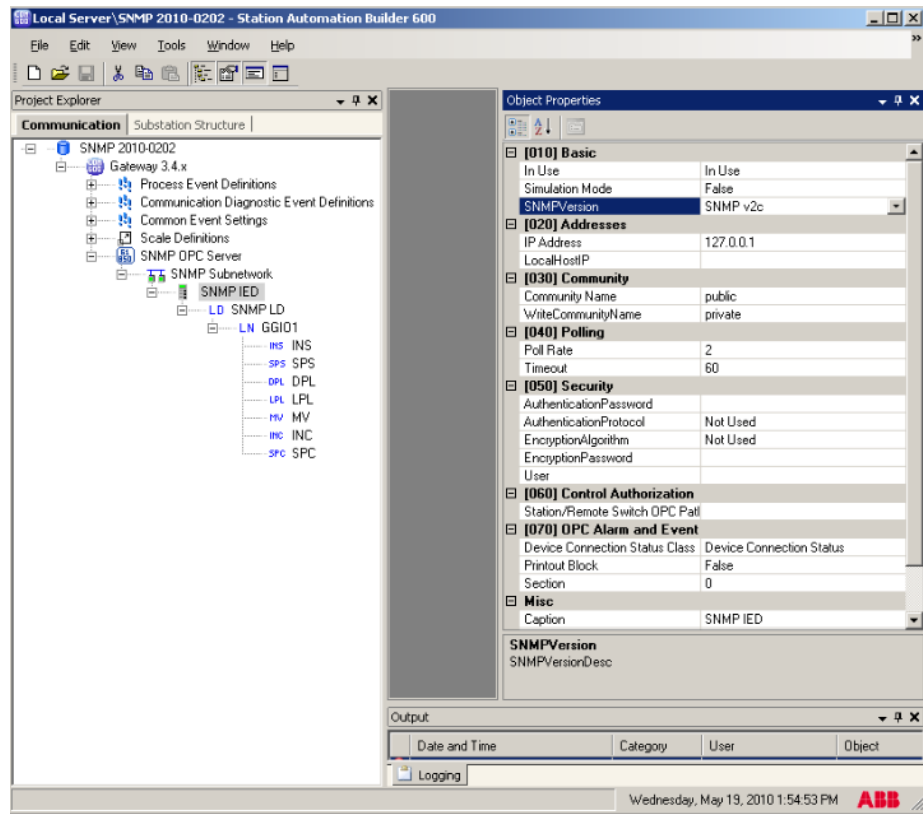 Local Server\SNMP 2010-0202 - Station Automation Builder 600
File Edit View Tools Window Help
Project Explorer
Communication Substation Structure
SNMP 2010-0202
Gateway 3.4.x
Process Event Definitions
Communication Diagnostic Event Definitions
Common Event Settings
Scale Definitions
SNMP OPC Server
SNMP Subnetwork
SNMP IED
LD SNMP LD
LN GGIO1
INS INS
SPS SPS
DPL DPL
LPL LPL
MV MV
INC INC
SPC SPC
Object Properties
[010] Basic
In Use In Use
Simulation Mode False
SNMPVersion SNMP v2c
[020] Addresses
IP Address 127.0.0.1
LocalHostIP
[030] Community
Community Name public
WriteCommunityName private
[040] Polling
Poll Rate 2
Timeout 60
[050] Security
AuthenticationPassword
AuthenticationProtocol Not Used
EncryptionAlgorithm Not Used
EncryptionPassword
User
[060] Control Authorization
Station/Remote Switch OPC Patl
[070] OPC Alarm and Event
Device Connection Status Class Device Connection Status
Printout Block False
Section 0
Misc
Caption SNMP IED
SNMPVersion
SNMPVersionDesc
Output
Date and Time Category User Object
Logging
Wednesday, May 19, 2010 1:54:53 PM ABB